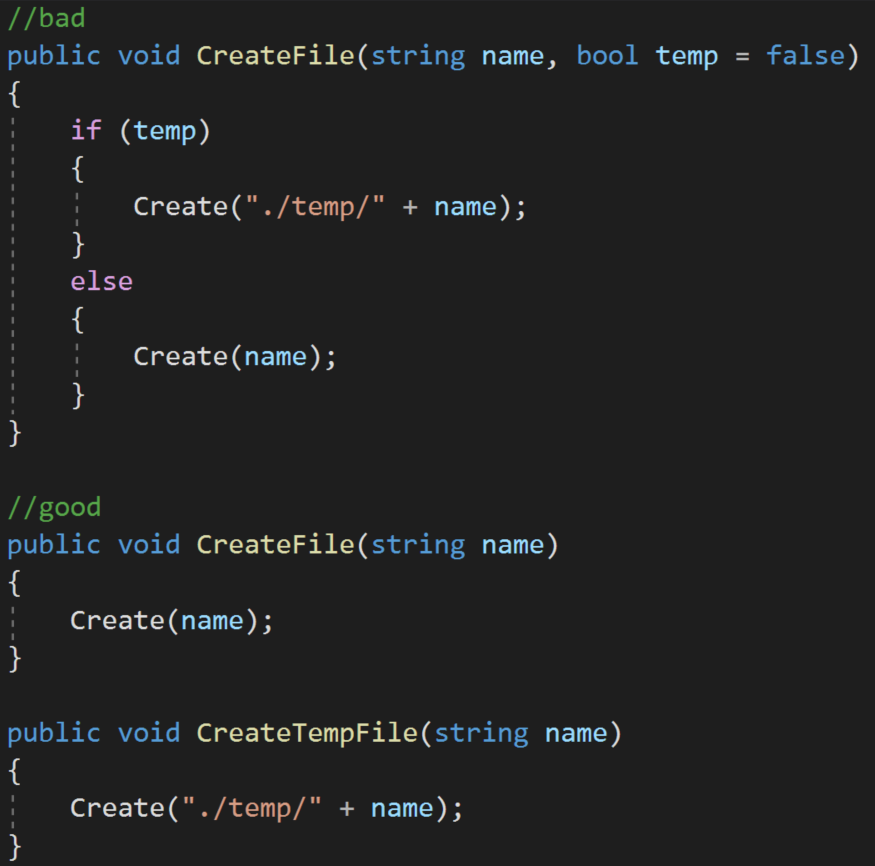 //bad
public void CreateFile(string name, bool temp = false)
{
    if (temp)
    {
        Create("./temp/" + name);
    }
    else
    {
        Create(name);
    }
}

//good
public void CreateFile(string name)
{
    Create(name);
}

public void CreateTempFile(string name)
{
    Create("./temp/" + name);
}